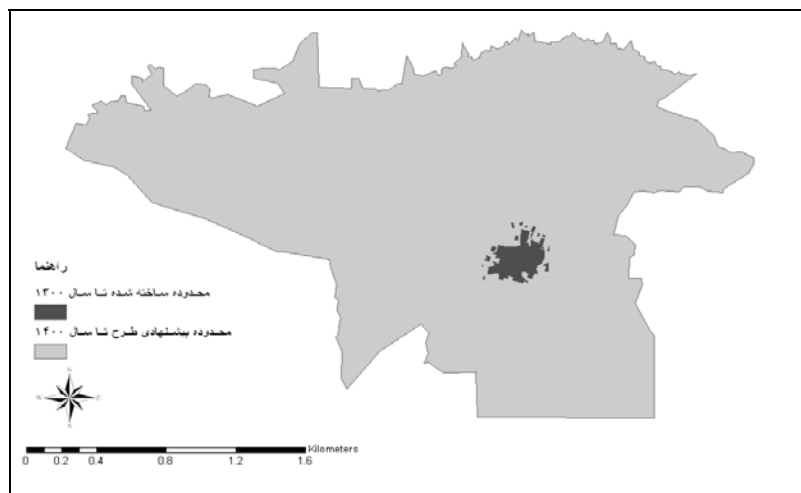 راهنما
محدوده ساخته شده تا سال ۱۳۰۰
محدوده پیشنهادی طرح تا سال ۱۴۰۰
N
W E
S
Kilometers
0 0.2 0.4 0.8 1.2 1.6